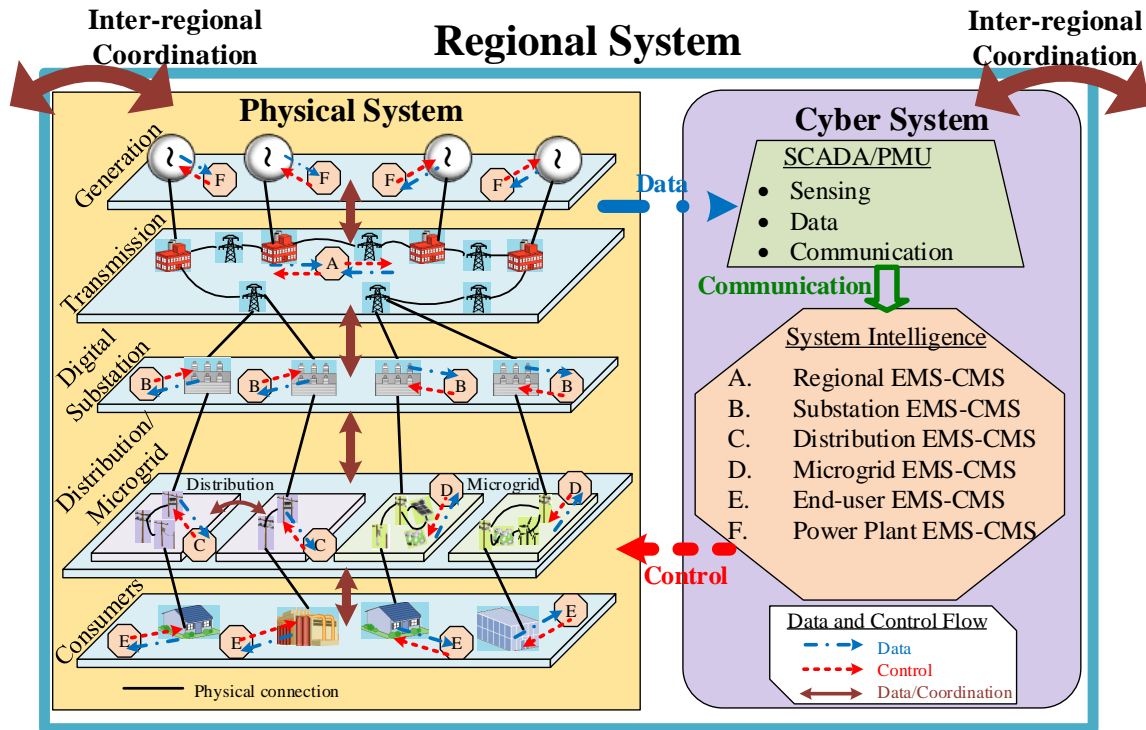 Inter-regional
Coordination
Regional System
Inter-regional
Coordination
Physical System
Generation
~ ~ ~ ~
F F F F
Transmission
A
Digital
Substation
B B B B
Distribution/
Microgrid
Distribution
Microgrid
C C D D
Consumers
E E E E
Physical connection
Data
Control
Cyber System
SCADA/PMU
• Sensing
• Data
• Communication
Communication
System Intelligence
A. Regional EMS-CMS
B. Substation EMS-CMS
C. Distribution EMS-CMS
D. Microgrid EMS-CMS
E. End-user EMS-CMS
F. Power Plant EMS-CMS
Data and Control Flow
Data
Control
Data/Coordination